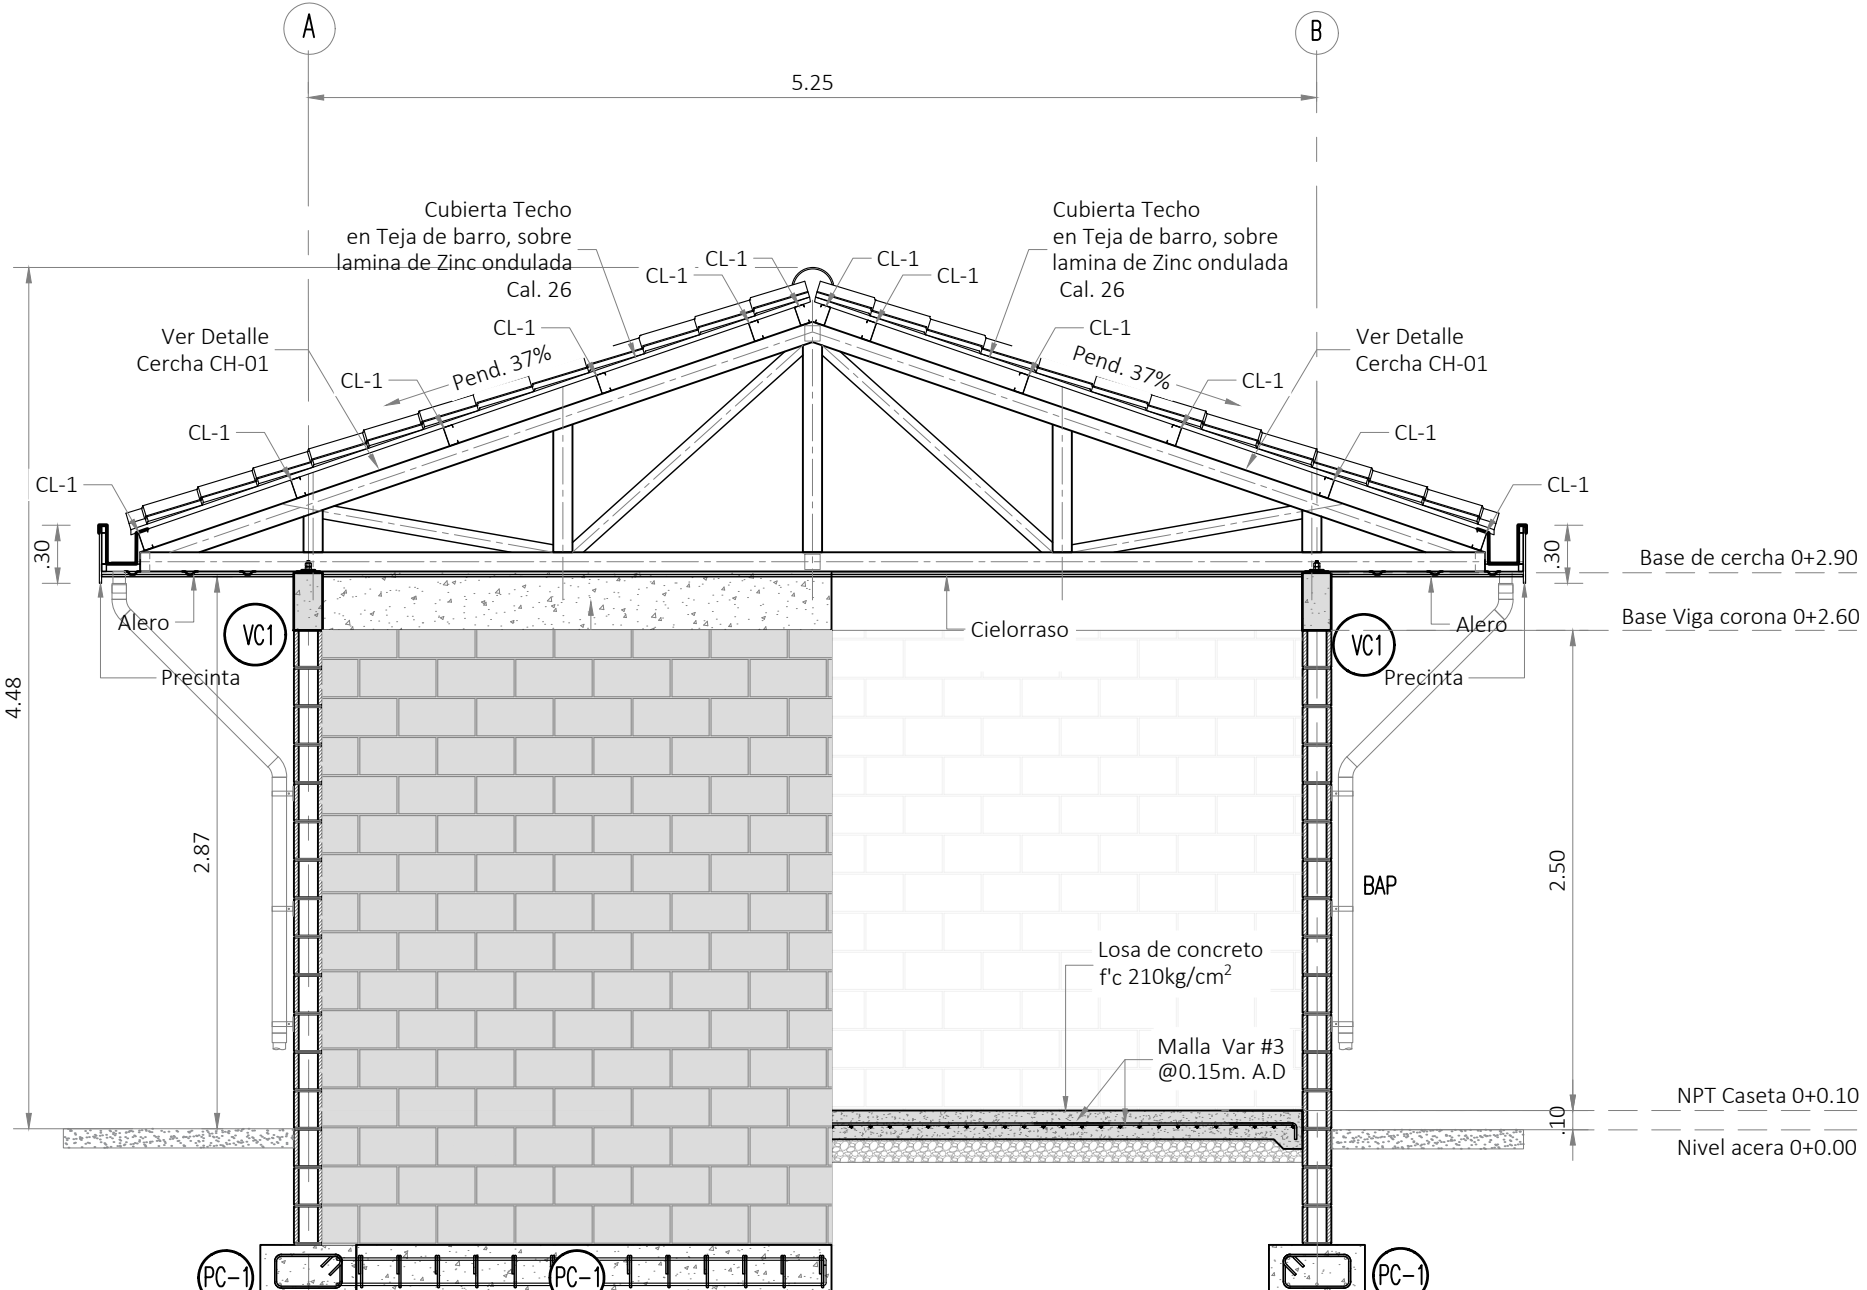 A
B
5.25
Cubierta Techo
en Teja de barro, sobre
lamina de Zinc ondulada
Cal. 26
Cubierta Techo
en Teja de barro, sobre
lamina de Zinc ondulada
Cal. 26
CL-1
CL-1
CL-1
CL-1
CL-1
CL-1
Ver Detalle
Cercha CH-01
Ver Detalle
Cercha CH-01
Pend. 37%
Pend. 37%
CL-1
CL-1
CL-1
CL-1
CL-1
CL-1
.30
.30
Base de cercha 0+2.90
Alero
VC1
Cielorraso
Alero
VC1
Base Viga corona 0+2.60
Precinta
Precinta
4.48
2.87
2.50
BAP
Losa de concreto
f'c 210kg/cm²
Malla Var #3
@0.15m. A.D
NPT Caseta 0+0.10
.10
Nivel acera 0+0.00
PC-1
PC-1
PC-1